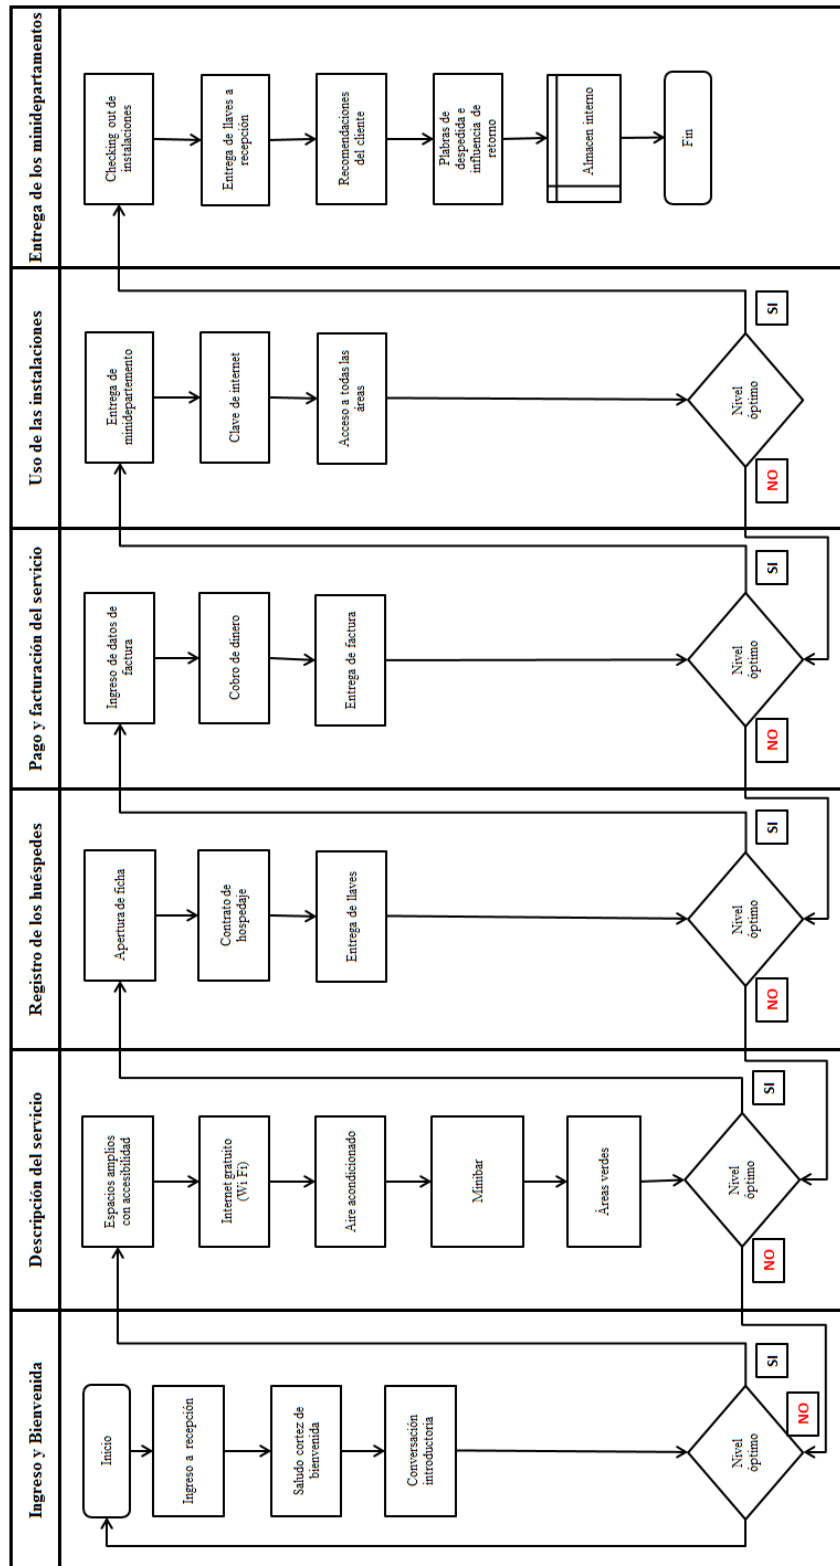 Ingreso y Bienvenida
Inicio
Ingreso a recepción
Saludo cortez de
bienvenida
Conversación
introductoria
Nivel
óptimo
SI
NO
Descripción del servicio
Espacios amplios
con accesibilidad
Internet gratuito
(Wi Fi)
Aire acondicionado
Minibar
Áreas verdes
Nivel
óptimo
SI
NO
Registro de los huéspedes
Apertura de ficha
Contrato de
hospedaje
Entrega de llaves
Nivel
óptimo
SI
NO
Pago y facturación del servicio
Ingreso de datos de
factura
Cobro de dinero
Entrega de factura
Nivel
óptimo
SI
NO
Uso de las instalaciones
Entrega de
minidepartemento
Clave de internet
Acceso a todas las
áreas
Nivel
óptimo
SI
NO
Entrega de los minidepartamentos
Checking out de
instalaciones
Entrega de llaves a
recepción
Recomendaciones
del cliente
Plabras de
despedida e
influencia de
retorno
Almacen interno
Fin